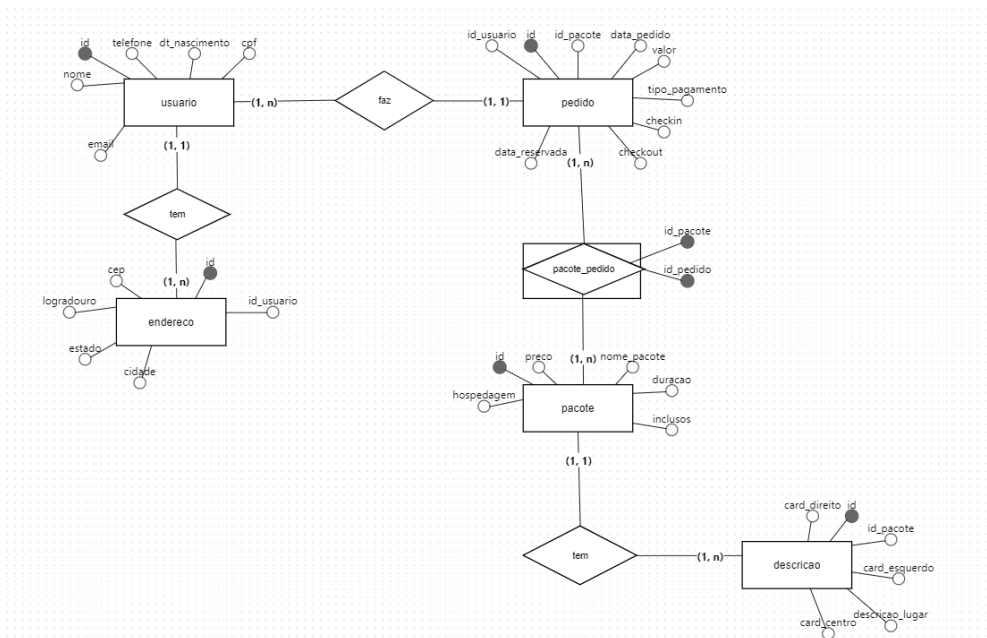 id
telefone
dt_nascimento
cpf
nome
usuario
email
(1, n)
faz
(1, 1)
id_usuario
id
id_pacote
data_pedido
valor
tipo_pagamento
pedido
checkin
checkout
data_reservada
(1, n)
(1, 1)
tem
(1, n)
id
cep
logradouro
id_usuario
endereco
estado
cidade
id_pacote
pacote_pedido
id_pedido
(1, n)
id
preco
nome_pacote
duracao
hospedagem
pacote
inclusos
(1, 1)
tem
(1, n)
card_direito
id
id_pacote
descricao
card_esquerdo
descricao_lugar
card_centro